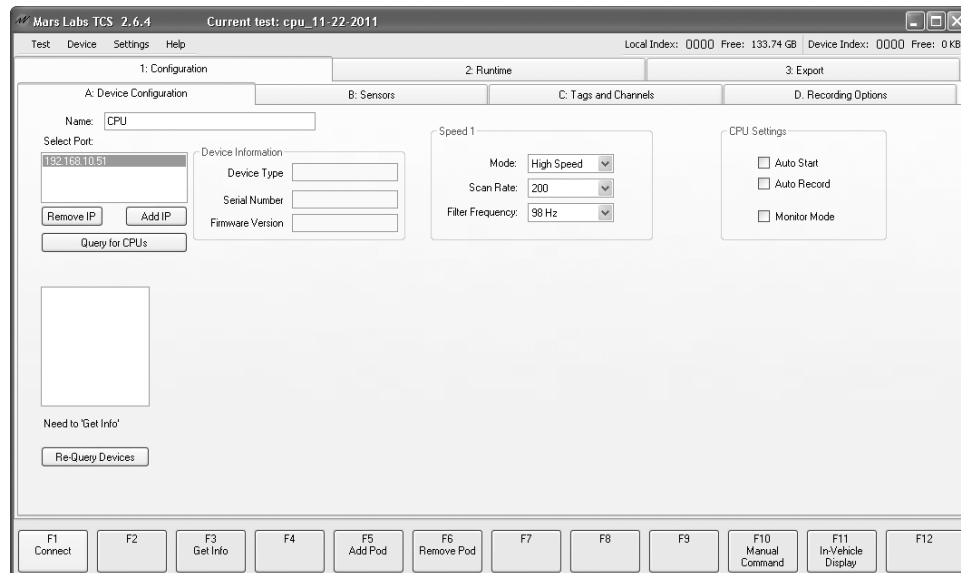 Mars Labs TCS 2.6.4 Current test: cpu_11-22-2011
Test Device Settings Help Local Index: 0000 Free: 133.74 GB Device Index: 0000 Free: 0 KB
1: Configuration 2: Runtime 3: Export
A: Device Configuration B: Sensors C: Tags and Channels D. Recording Options
Name: CPU
Select Port:
192.168.10.51
Remove IP Add IP
Query for CPUs
Device Information
Device Type
Serial Number
Firmware Version
Speed 1
Mode: High Speed
Scan Rate: 200
Filter Frequency: 98 Hz
CPU Settings
Auto Start
Auto Record
Monitor Mode
Need to 'Get Info'
Re-Query Devices
F1 Connect
F2
F3 Get Info
F4
F5 Add Pod
F6 Remove Pod
F7
F8
F9
F10 Manual Command
F11 In-Vehicle Display
F12